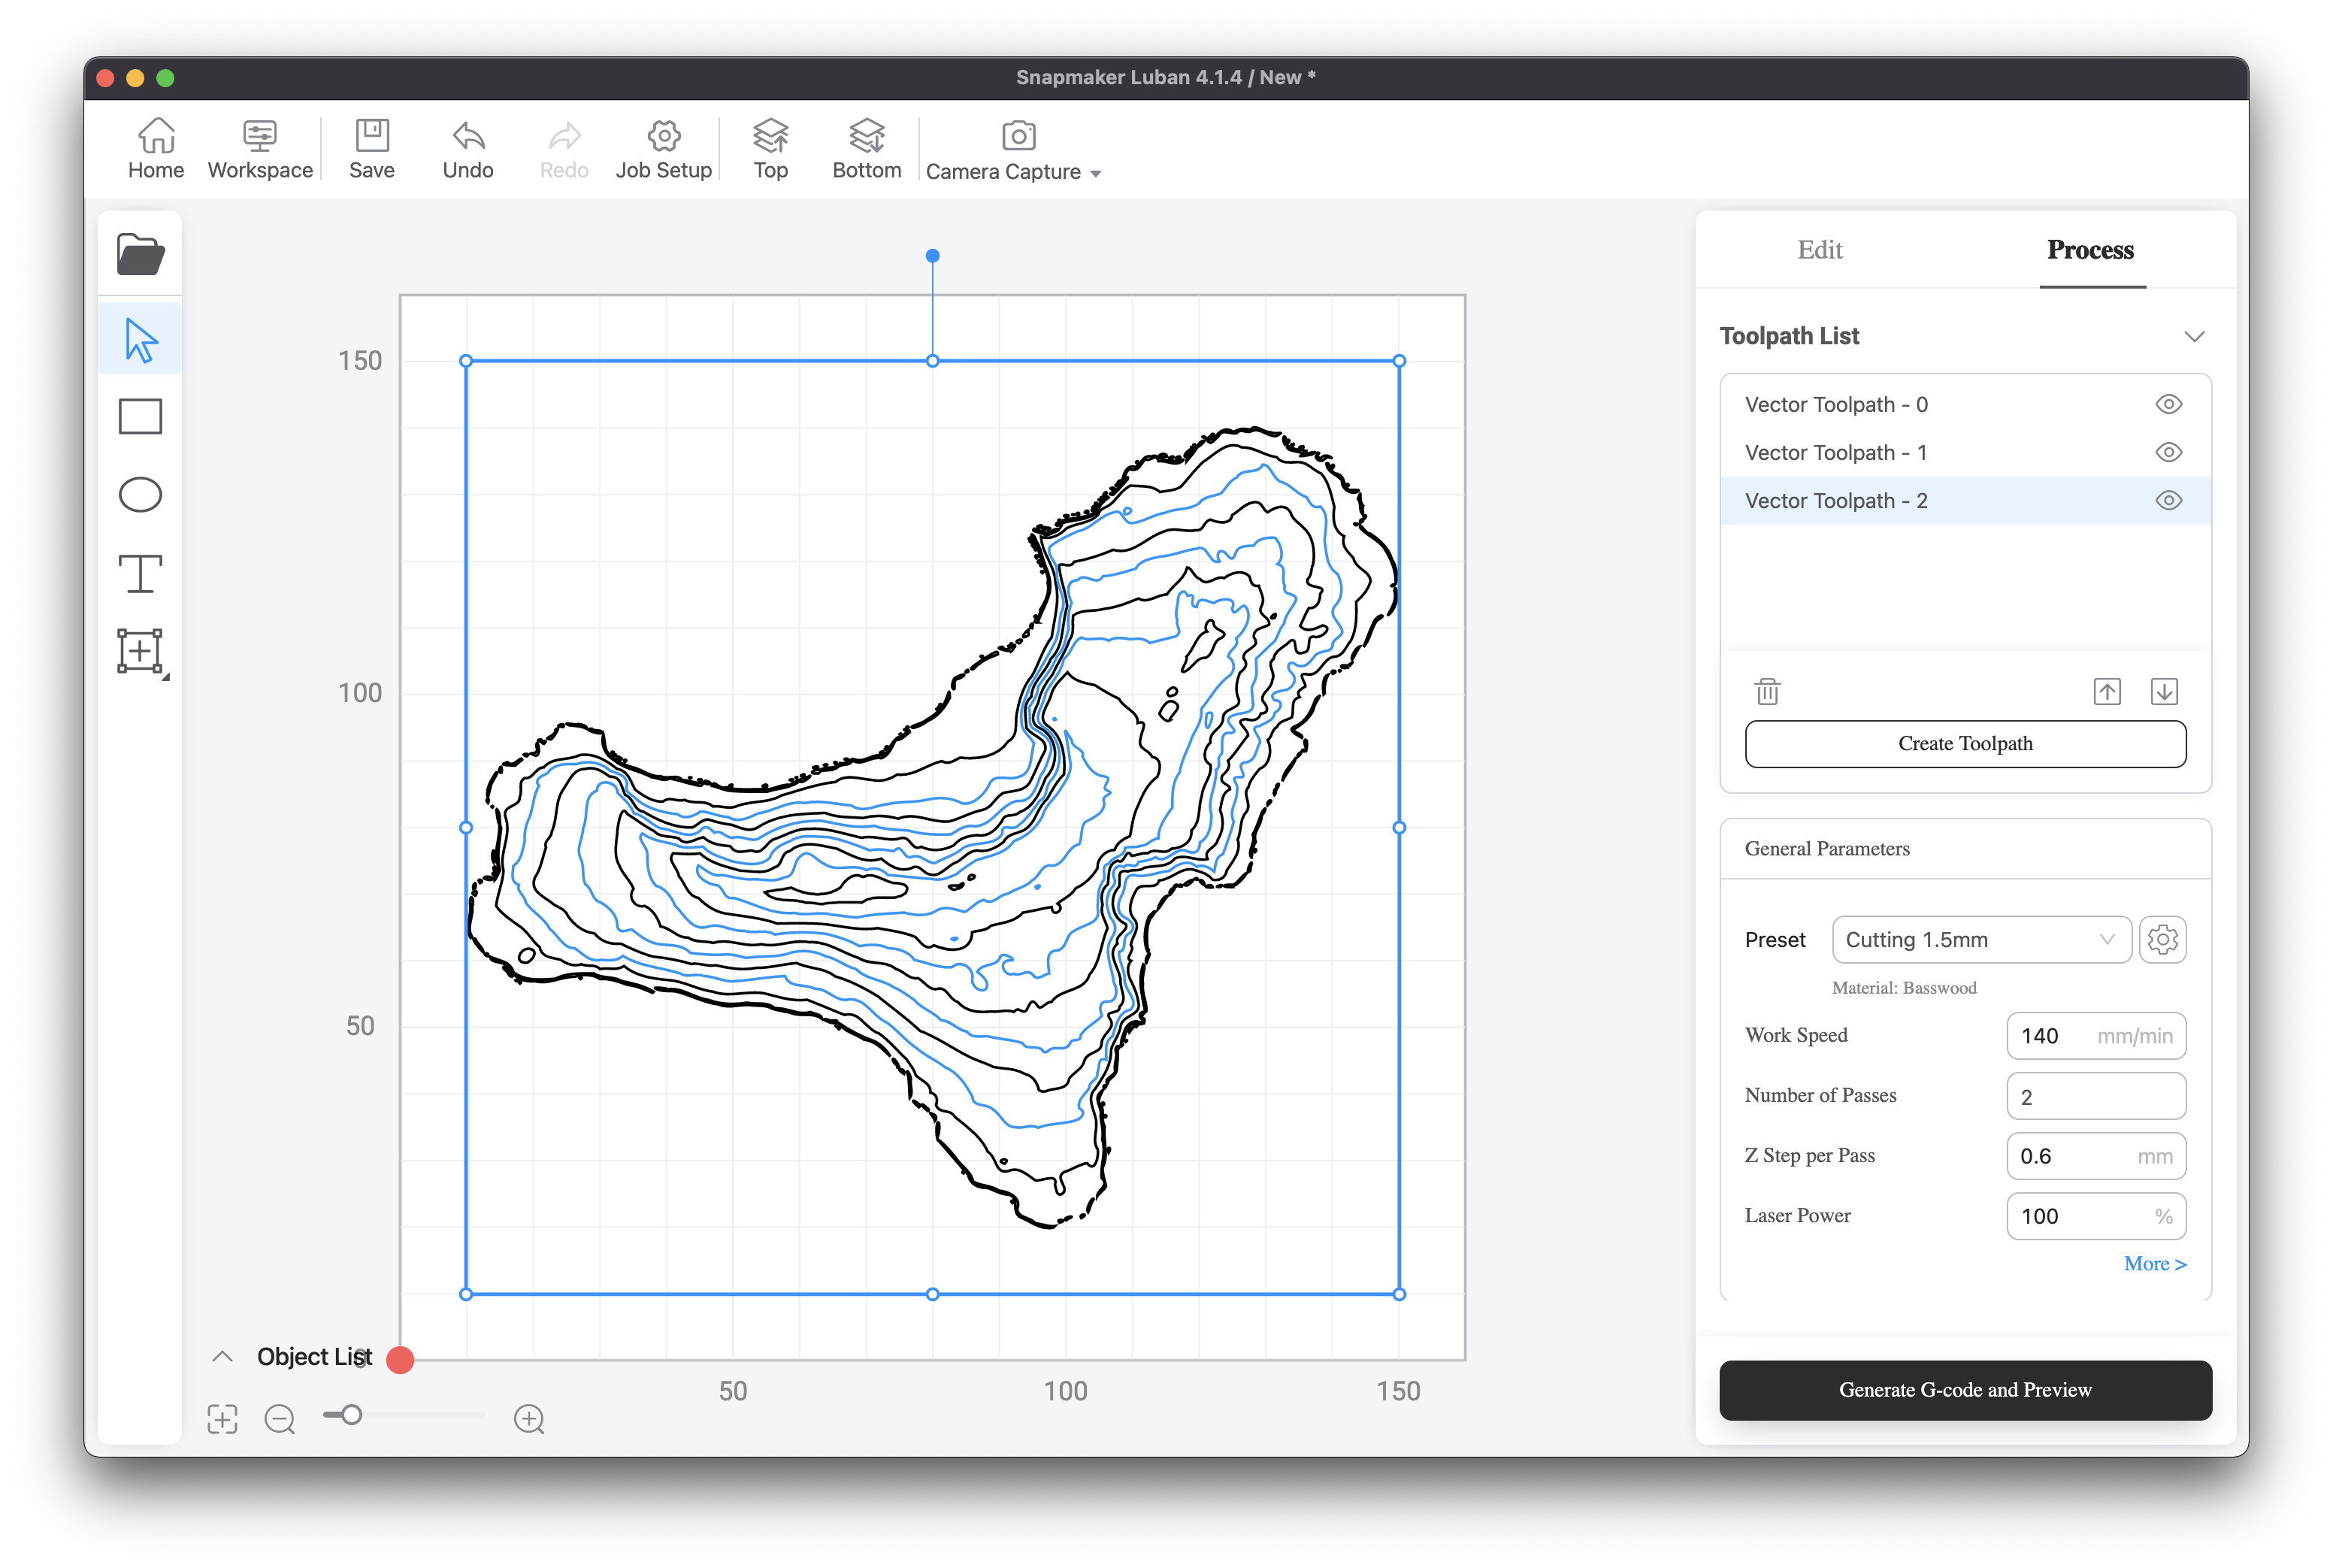 Snapmaker Luban 4.1.4 / New *
Home
Workspace
Save
Undo
Redo
Job Setup
Top
Bottom
Camera Capture
Edit
Process
Toolpath List
Vector Toolpath - 0
Vector Toolpath - 1
Vector Toolpath - 2
Create Toolpath
General Parameters
Preset
Cutting 1.5mm
Material: Basswood
Work Speed
140 mm/min
Number of Passes
2
Z Step per Pass
0.6 mm
Laser Power
100 %
More >
Generate G-code and Preview
150
100
50
0
50
100
150
Object List